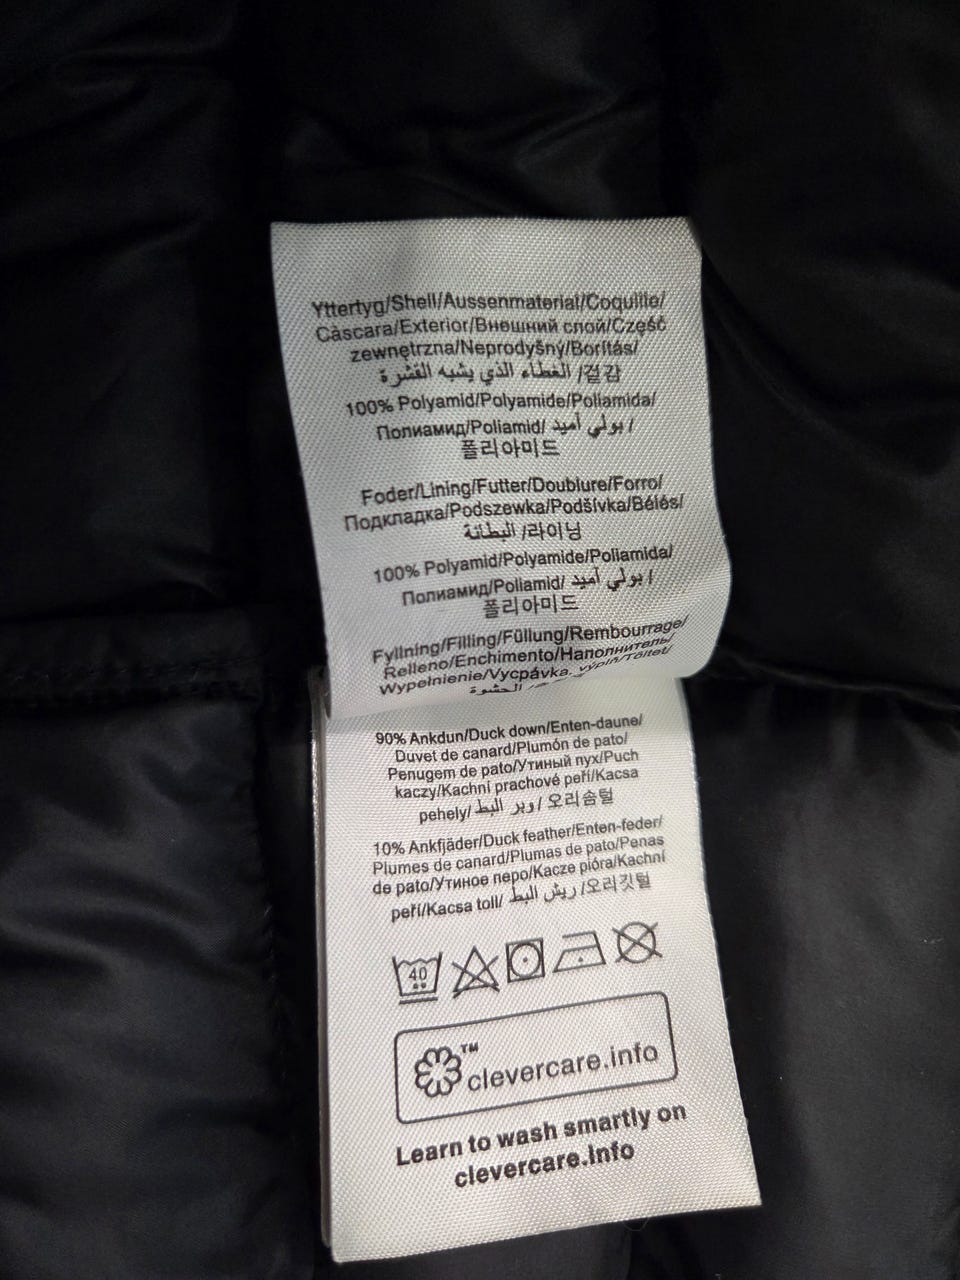 Yttertyg/Shell/Aussenmaterial/Coquille/
Càscara/Exterior/Внешний слой/Część
zewnętrzna/Neprodyšný/Borítás/
الغطاء الذي يشبه القشرة /겉감
100% Polyamid/Polyamide/Poliamida/
Полиамид/Poliamid/ بولي أميد /
폴리아미드
Foder/Lining/Futter/Doublure/Forro/
Подкладка/Podszewka/Podšívka/Bélés/
البطانة /라이닝
100% Polyamid/Polyamide/Poliamida/
Полиамид/Poliamid/ بولي أميد /
폴리아미드
Fyllning/Filling/Füllung/Rembourrage/
Relleno/Enchimento/Наполнитель/
Wypełnienie/Vycpávka, výplň/Töltet/
الحشوة /
90% Ankdun/Duck down/Enten-daune/
Duvet de canard/Plumón de pato/
Penugem de pato/Утиный пух/Puch
kaczy/Kachní prachové peří/Kacsa
pehely/ وبر البط / 오리솜털
10% Ankfjäder/Duck feather/Enten-feder/
Plumes de canard/Plumas de pato/Penas
de pato/Утиное перо/Kacze pióra/Kachní
peří/Kacsa toll/ ريش البط /오리깃털
40
™clevercare.info
Learn to wash smartly on
clevercare.info